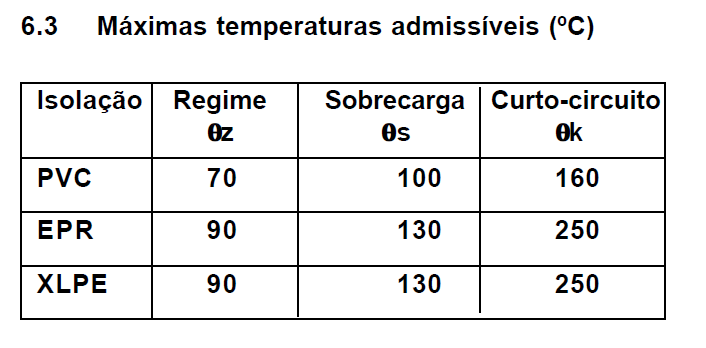 6.3 Máximas temperaturas admissíveis (ºC)
Isolação Regime Sobrecarga Curto-circuito
θz θs θk
PVC 70 100 160
EPR 90 130 250
XLPE 90 130 250